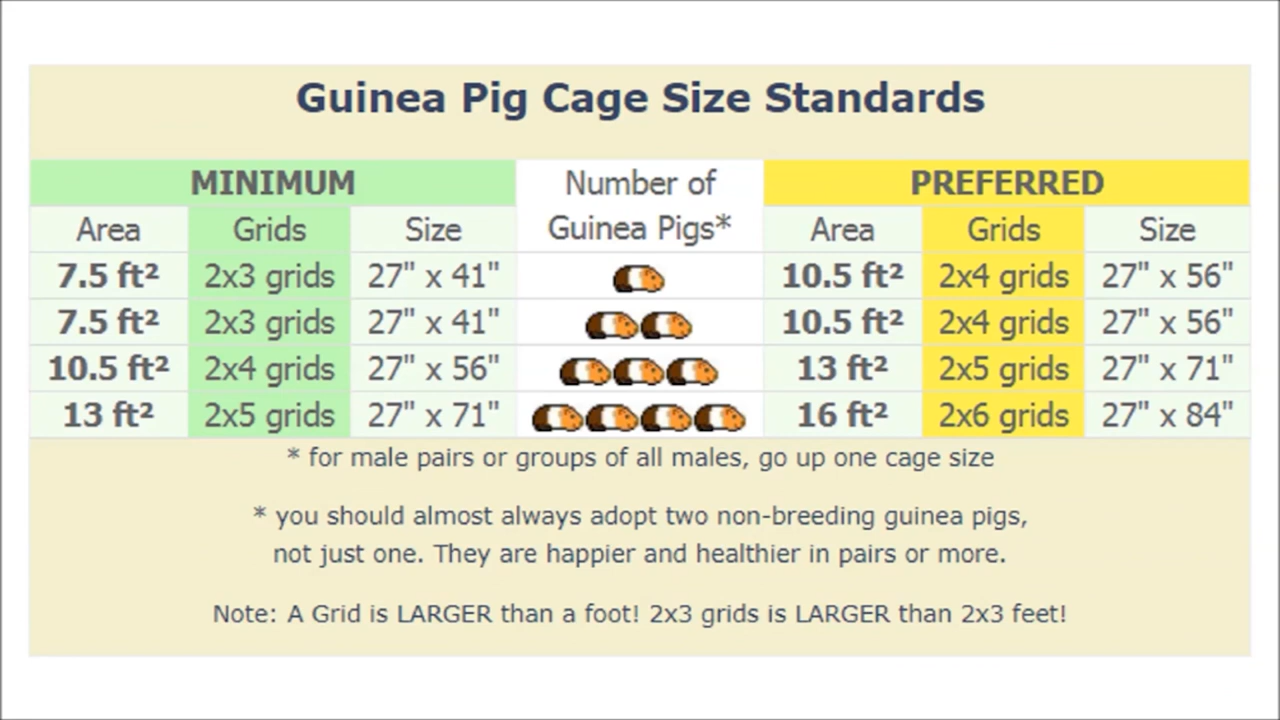 Guinea Pig Cage Size Standards
MINIMUM Number of Guinea Pigs* PREFERRED
Area Grids Size Area Grids Size
7.5 ft² 2x3 grids 27" x 41" 10.5 ft² 2x4 grids 27" x 56"
7.5 ft² 2x3 grids 27" x 41" 10.5 ft² 2x4 grids 27" x 56"
10.5 ft² 2x4 grids 27" x 56" 13 ft² 2x5 grids 27" x 71"
13 ft² 2x5 grids 27" x 71" 16 ft² 2x6 grids 27" x 84"
* for male pairs or groups of all males, go up one cage size
* you should almost always adopt two non-breeding guinea pigs,
not just one. They are happier and healthier in pairs or more.
Note: A Grid is LARGER than a foot! 2x3 grids is LARGER than 2x3 feet!